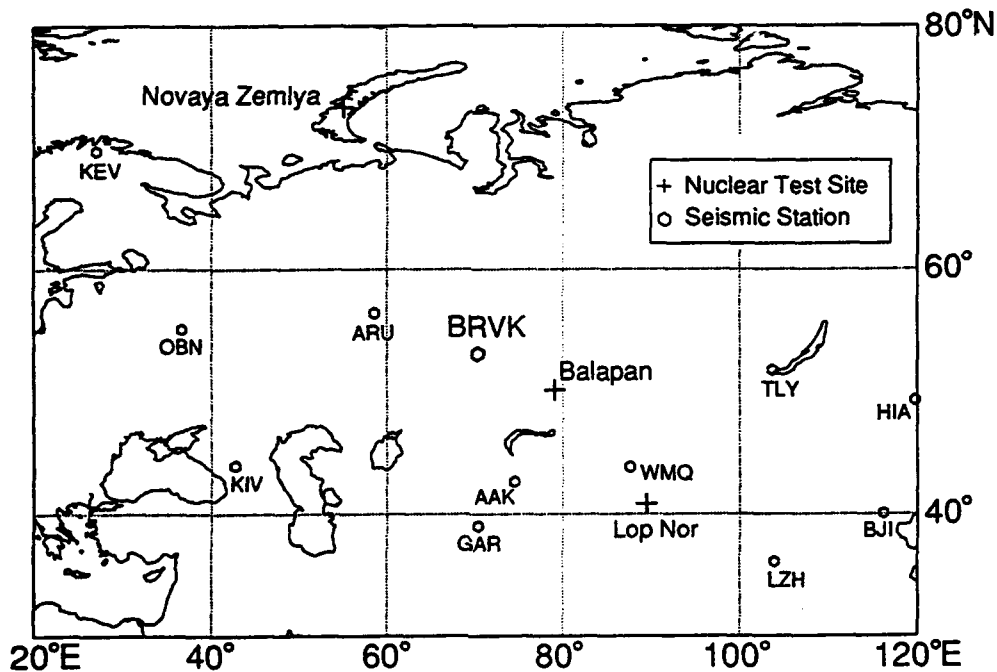 80°N
Novaya Zemlya
KEV
+ Nuclear Test Site
Seismic Station
60°
OBN
ARU
BRVK
Balapan
TLY
HIA
KIV
AAK
WMQ
40°
GAR
Lop Nor
BJI
LZH
20°E
40°
60°
80°
100°
120°E